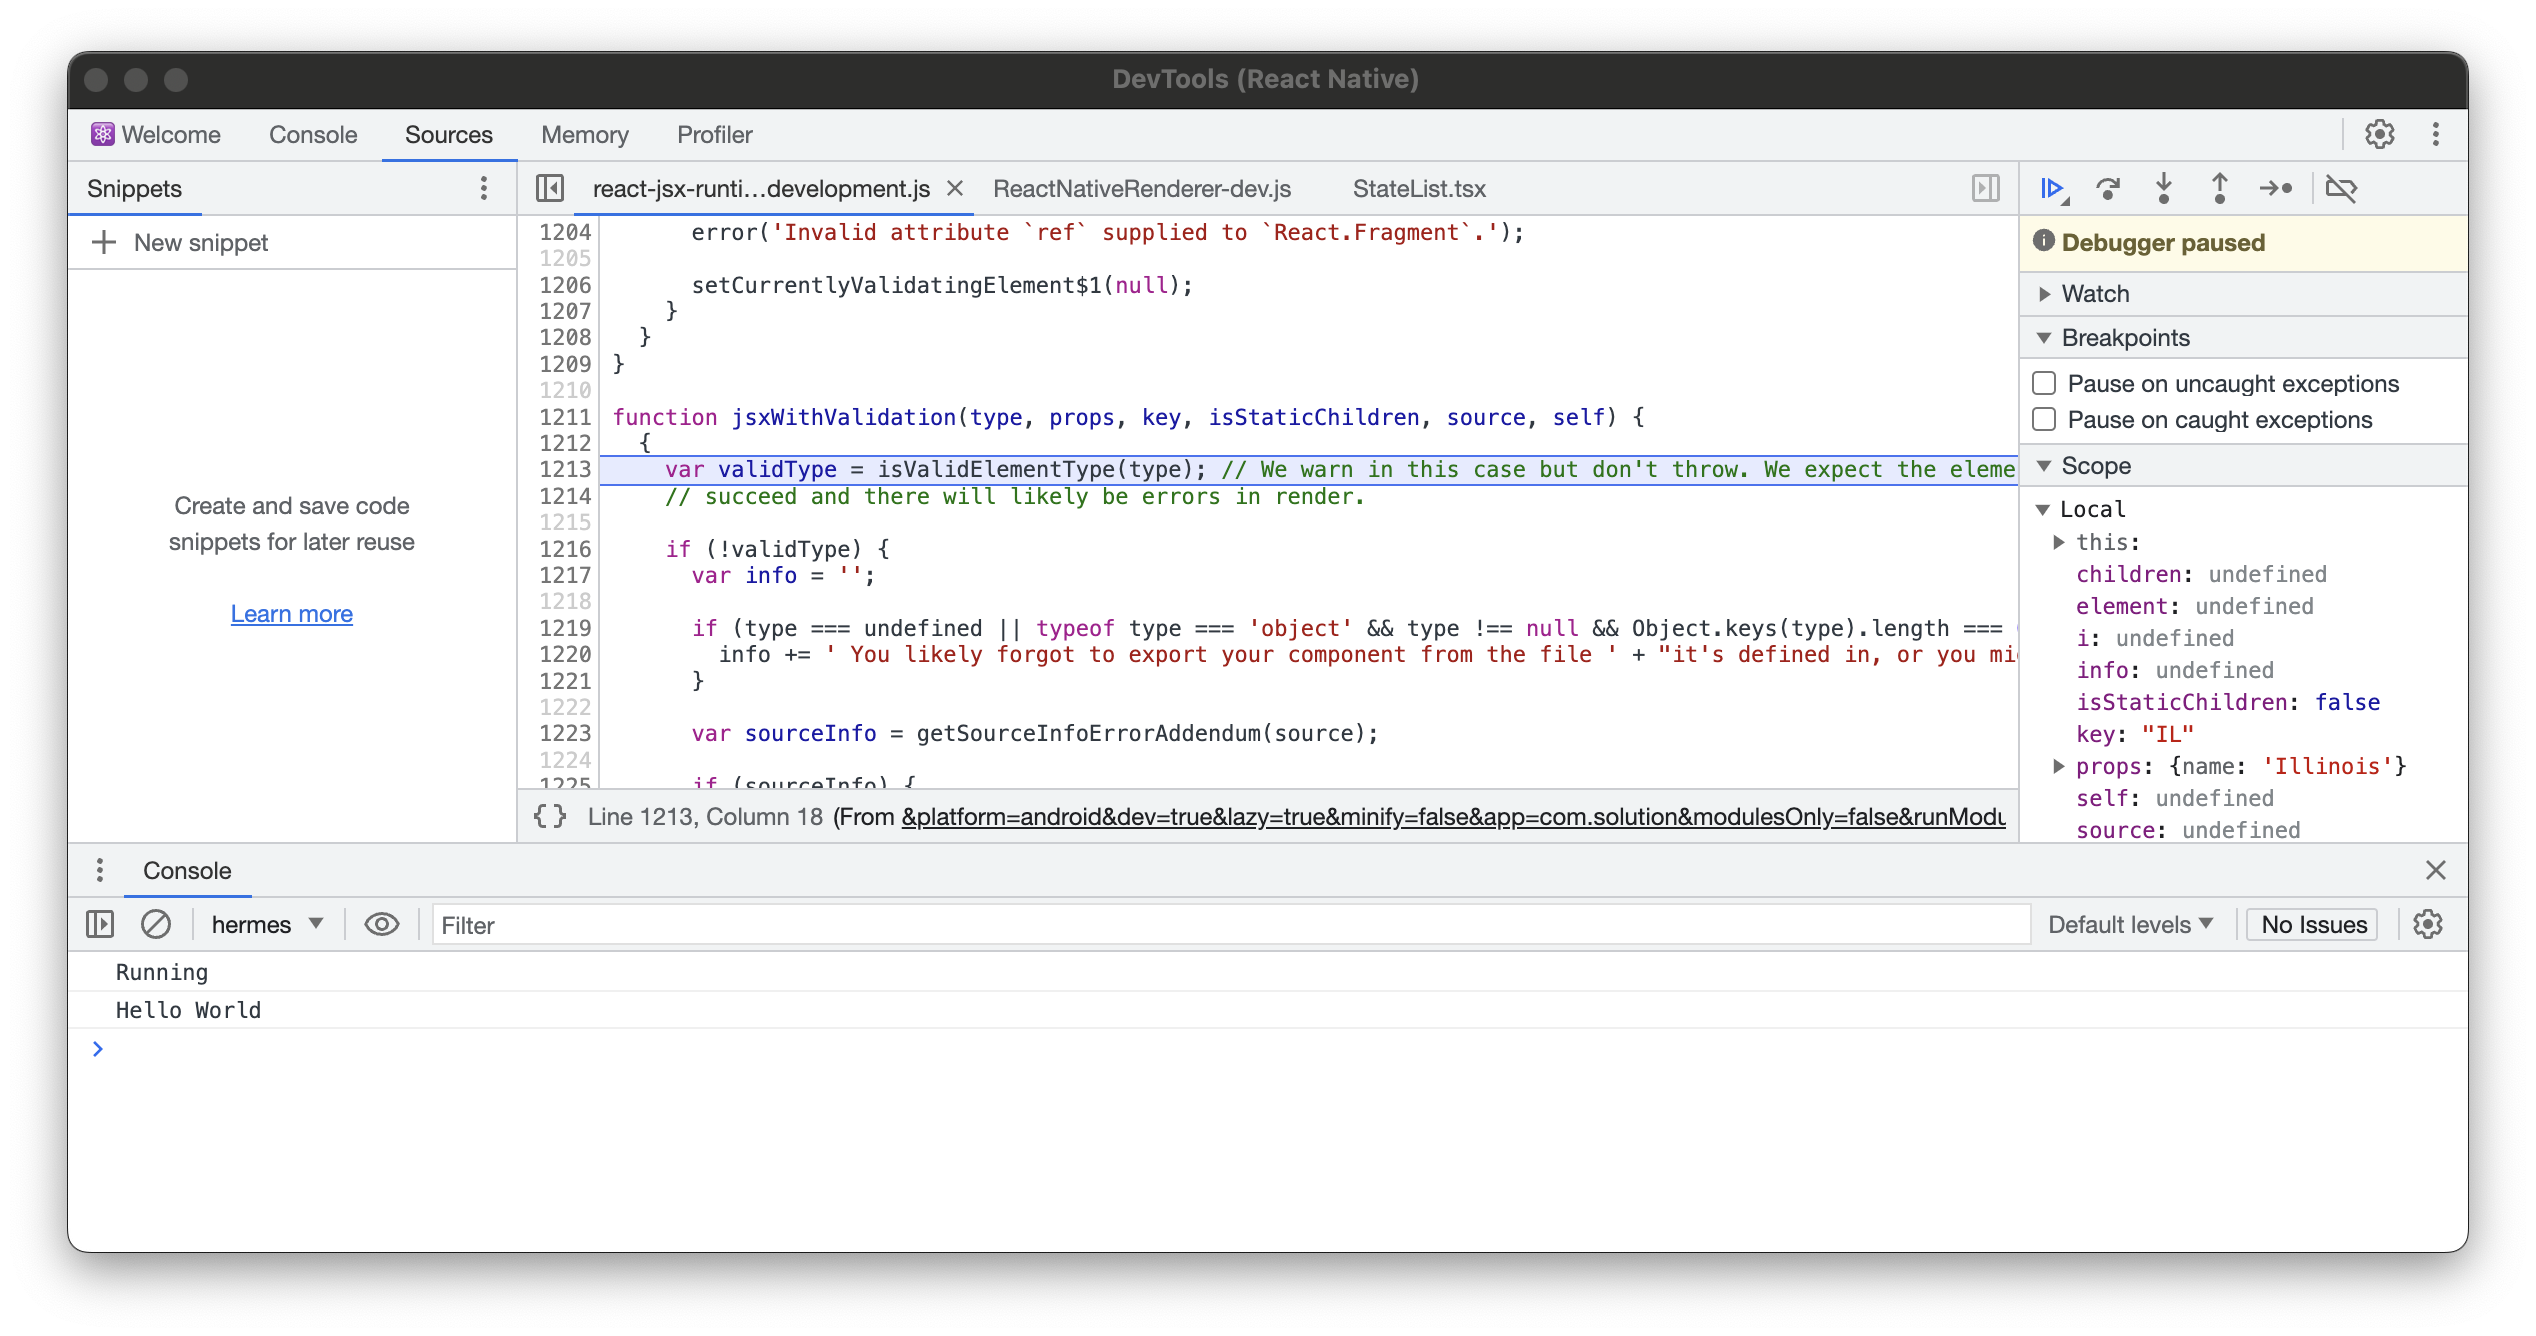 DevTools (React Native)
Welcome Console Sources Memory Profiler
Snippets
New snippet
Create and save code
snippets for later reuse
Learn more
react-jsx-runti…development.js ReactNativeRenderer-dev.js StateList.tsx
1204 error('Invalid attribute `ref` supplied to `React.Fragment`.');
1205
1206 setCurrentlyValidatingElement$1(null);
1207 }
1208 }
1209 }
1210
1211 function jsxWithValidation(type, props, key, isStaticChildren, source, self) {
1212 {
1213 var validType = isValidElementType(type); // We warn in this case but don't throw. We expect the eleme
1214 // succeed and there will likely be errors in render.
1215
1216 if (!validType) {
1217 var info = '';
1218
1219 if (type === undefined || typeof type === 'object' && type !== null && Object.keys(type).length ===
1220 info += ' You likely forgot to export your component from the file ' + "it's defined in, or you mi
1221 }
1222
1223 var sourceInfo = getSourceInfoErrorAddendum(source);
1224
1225 if (sourceInfo) {
{} Line 1213, Column 18 (From &platform=android&dev=true&lazy=true&minify=false&app=com.solution&modulesOnly=false&runModu
Debugger paused
Watch
Breakpoints
Pause on uncaught exceptions
Pause on caught exceptions
Scope
Local
this:
children: undefined
element: undefined
i: undefined
info: undefined
isStaticChildren: false
key: "IL"
props: {name: 'Illinois'}
self: undefined
source: undefined
Console
hermes Filter Default levels No Issues
Running
Hello World